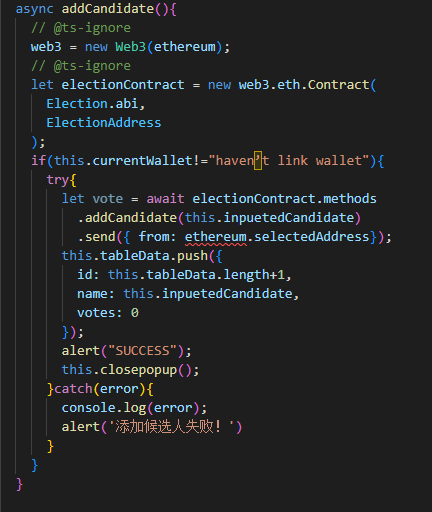 async addCandidate(){
// @ts-ignore
web3 = new Web3(ethereum);
// @ts-ignore
let electionContract = new web3.eth.Contract(
Election.abi,
ElectionAddress
);
if(this.currentWallet!="haven’t link wallet"){
try{
let vote = await electionContract.methods
.addCandidate(this.inpuetedCandidate)
.send({ from: ethereum.selectedAddress});
this.tableData.push({
id: this.tableData.length+1,
name: this.inpuetedCandidate,
votes: 0
});
alert("SUCCESS");
this.closepopup();
}catch(error){
console.log(error);
alert('添加候选人失败！')
}
}
}